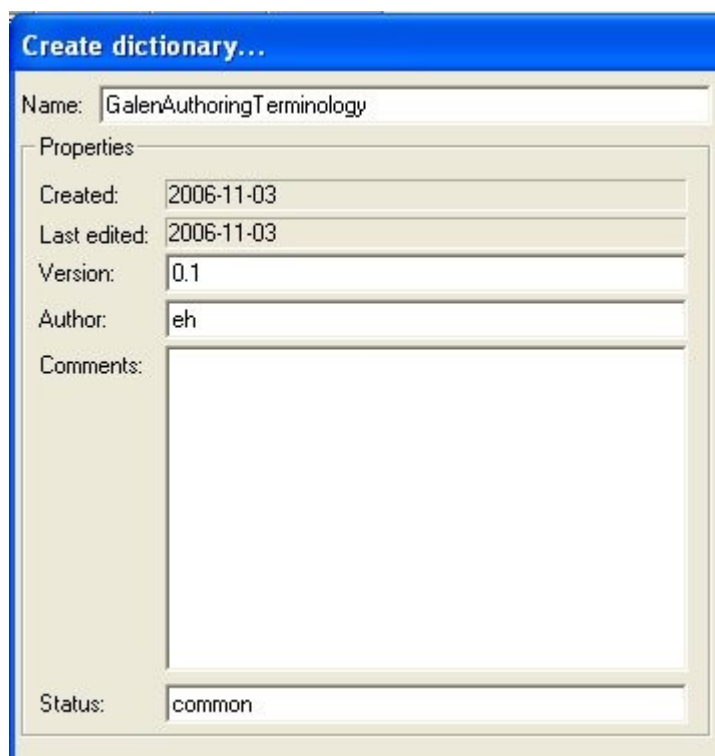 Create dictionary...
Name: GalenAuthoringTerminology
Properties
Created: 2006-11-03
Last edited: 2006-11-03
Version: 0.1
Author: eh
Comments:
Status: common